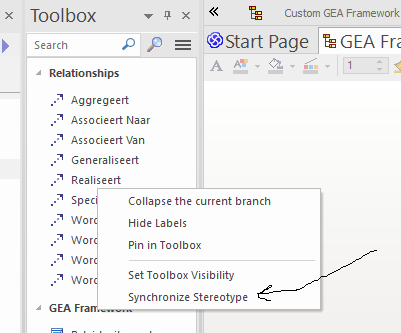 Toolbox
Custom GEA Framework
Start Page
GEA Fra
Search
A
1
Relationships
Aggregeert
Associeert Naar
Associeert Van
Generaliseert
Realiseert
Speci
Word
Word
Word
Word
Collapse the current branch
Hide Labels
Pin in Toolbox
Set Toolbox Visibility
Synchronize Stereotype
GEA Framework